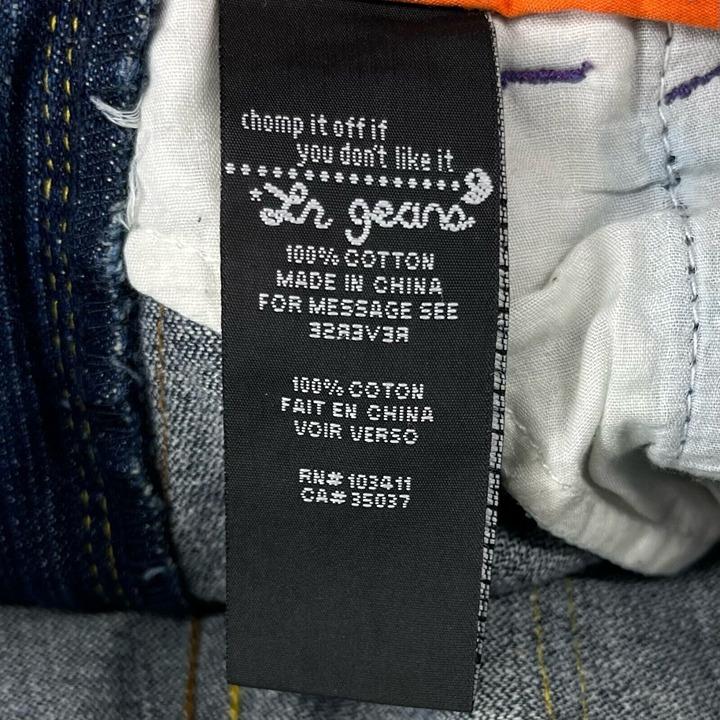 chomp it off if
you don't like it
Ln geans
100% COTTON
MADE IN CHINA
FOR MESSAGE SEE
REVERSE
100% COTON
FAIT EN CHINA
VOIR VERSO
RN# 103411
CA# 35037